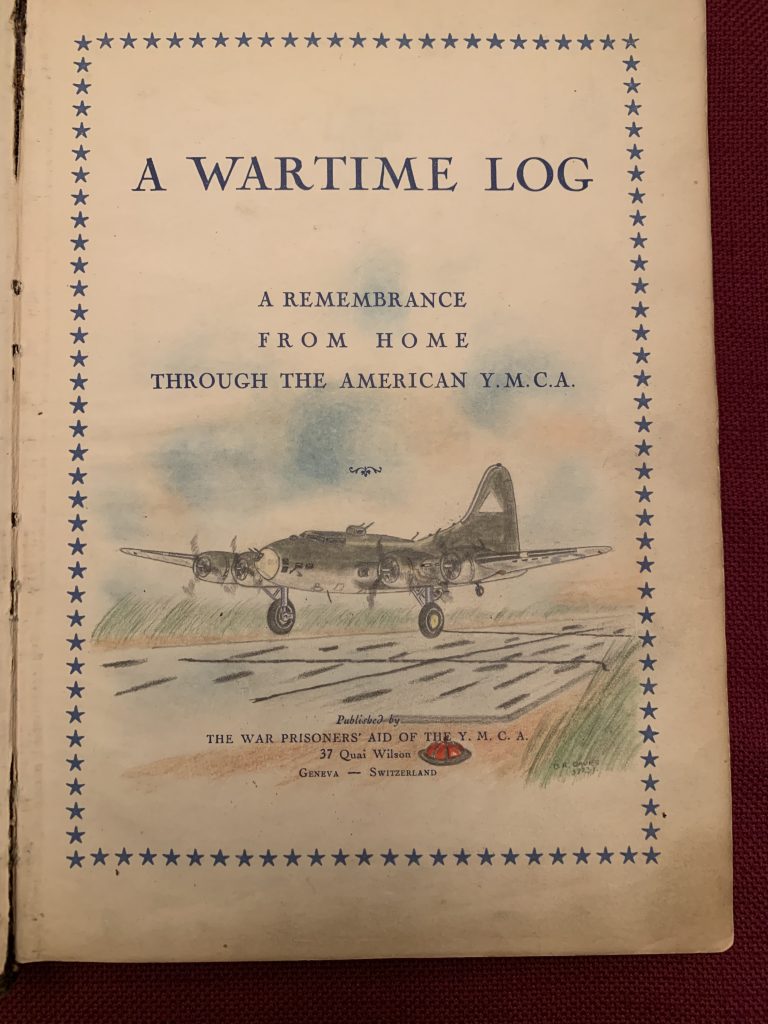 A WARTIME LOG
A REMEMBRANCE
FROM HOME
THROUGH THE AMERICAN Y.M.C.A.
Published by
THE WAR PRISONERS' AID OF THE Y. M. C. A.
37 Quai Wilson
GENEVA — SWITZERLAND